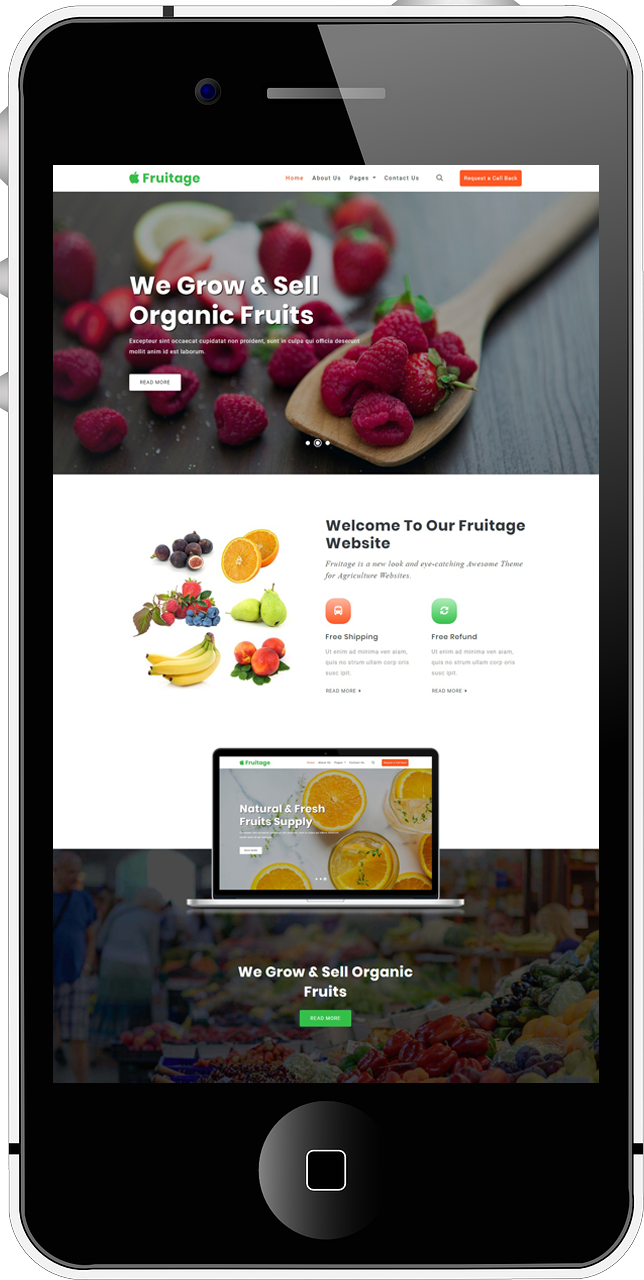 Fruitage
Home About Us Pages Contact Us Request a Call Back
We Grow & Sell
Organic Fruits
Excepteur sint occaecat cupidatat non proident, sunt in culpa qui officia deserunt
mollit anim id est laborum.
READ MORE
Welcome To Our Fruitage
Website
Fruitage is a new look and eye-catching Awesome Theme
for Agriculture Websites.
Free Shipping
Ut enim ad minima ven aiam,
quis no strum ullam corp oris
susc ipit.
READ MORE
Free Refund
Ut enim ad minima ven aiam,
quis no strum ullam corp oris
susc ipit.
READ MORE
Fruitage
Home About Us Pages Contact Us
Natural & Fresh
Fruits Supply
We Grow & Sell Organic
Fruits
READ MORE